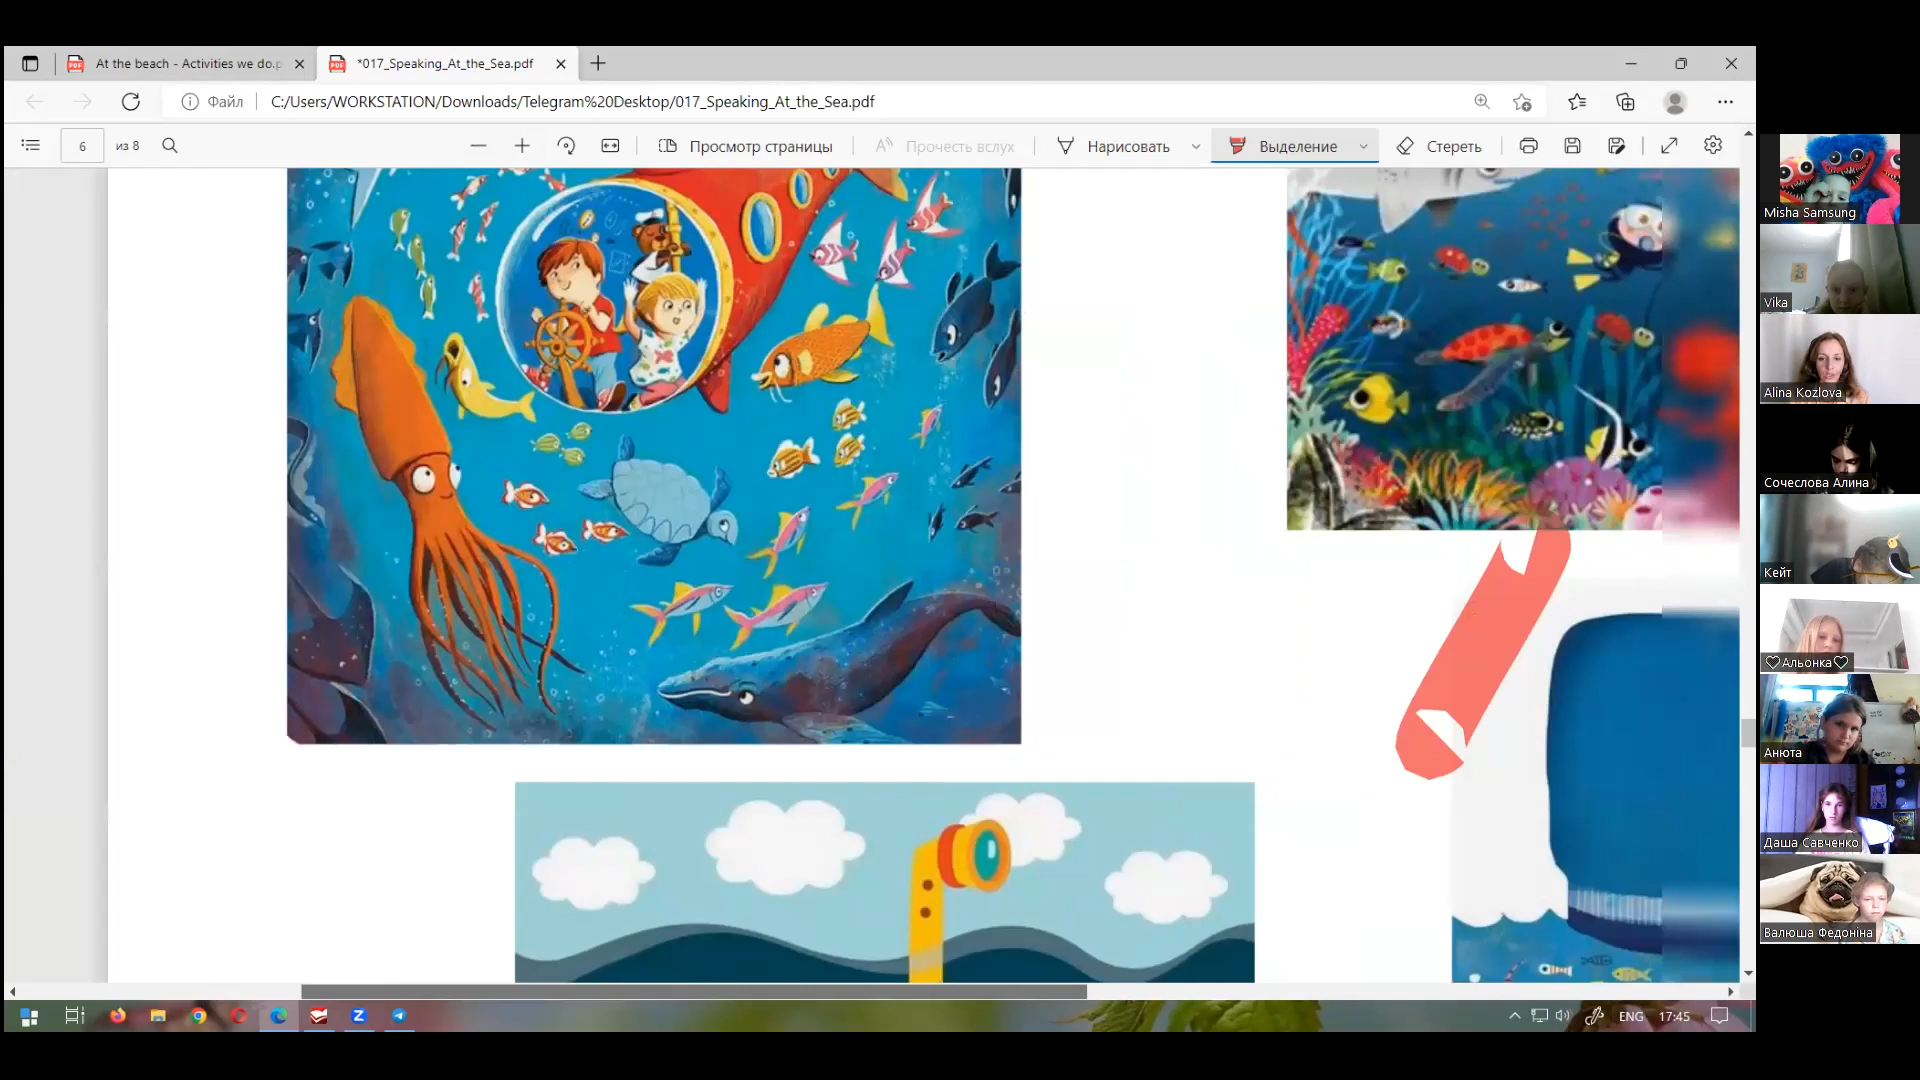 At the beach - Activities we do.p
*017_Speaking_At_the_Sea.pdf
Файл
C:/Users/WORKSTATION/Downloads/Telegram%20Desktop/017_Speaking_At_the_Sea.pdf
6 из 8
Просмотр страницы
Прочесть вслух
Нарисовать
Выделение
Стереть
Misha Samsung
Vika
Alina Kozlova
Сочеслова Алина
Кейт
♡Альонка♡
Анюта
Даша Савченко
Валюша Федоніна
ENG
17:45